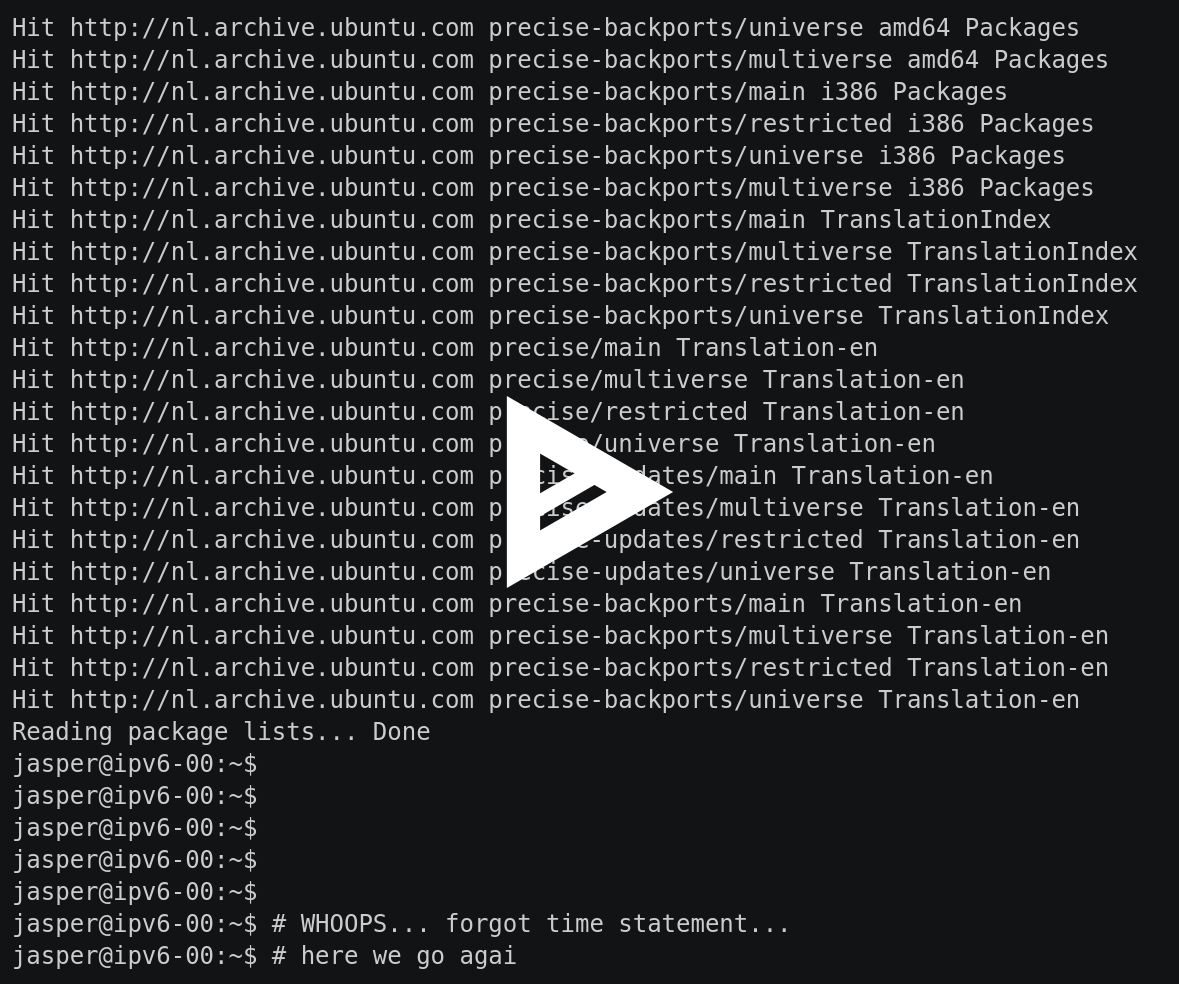 Hit http://nl.archive.ubuntu.com precise-backports/universe amd64 Packages
Hit http://nl.archive.ubuntu.com precise-backports/multiverse amd64 Packages
Hit http://nl.archive.ubuntu.com precise-backports/main i386 Packages
Hit http://nl.archive.ubuntu.com precise-backports/restricted i386 Packages
Hit http://nl.archive.ubuntu.com precise-backports/universe i386 Packages
Hit http://nl.archive.ubuntu.com precise-backports/multiverse i386 Packages
Hit http://nl.archive.ubuntu.com precise-backports/main TranslationIndex
Hit http://nl.archive.ubuntu.com precise-backports/multiverse TranslationIndex
Hit http://nl.archive.ubuntu.com precise-backports/restricted TranslationIndex
Hit http://nl.archive.ubuntu.com precise-backports/universe TranslationIndex
Hit http://nl.archive.ubuntu.com precise/main Translation-en
Hit http://nl.archive.ubuntu.com precise/multiverse Translation-en
Hit http://nl.archive.ubuntu.com precise/restricted Translation-en
Hit http://nl.archive.ubuntu.com precise/universe Translation-en
Hit http://nl.archive.ubuntu.com precise-updates/main Translation-en
Hit http://nl.archive.ubuntu.com precise-updates/multiverse Translation-en
Hit http://nl.archive.ubuntu.com precise-updates/restricted Translation-en
Hit http://nl.archive.ubuntu.com precise-updates/universe Translation-en
Hit http://nl.archive.ubuntu.com precise-backports/main Translation-en
Hit http://nl.archive.ubuntu.com precise-backports/multiverse Translation-en
Hit http://nl.archive.ubuntu.com precise-backports/restricted Translation-en
Hit http://nl.archive.ubuntu.com precise-backports/universe Translation-en
Reading package lists... Done
jasper@ipv6-00:~$
jasper@ipv6-00:~$
jasper@ipv6-00:~$
jasper@ipv6-00:~$
jasper@ipv6-00:~$
jasper@ipv6-00:~$ # WHOOPS... forgot time statement...
jasper@ipv6-00:~$ # here we go agai